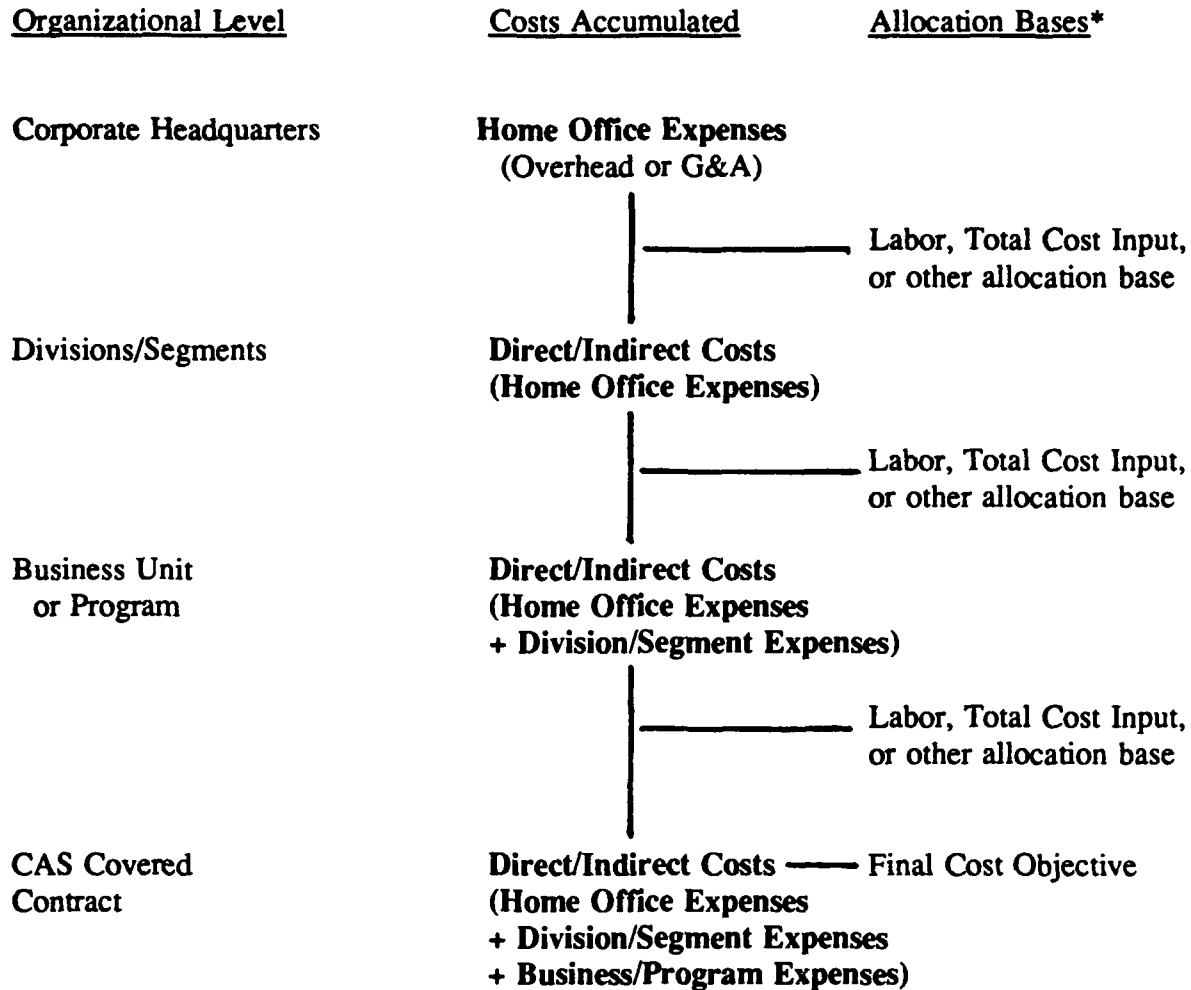 Organizational Level Costs Accumulated Allocation Bases*
Corporate Headquarters Home Office Expenses
(Overhead or G&A)
Labor, Total Cost Input,
or other allocation base
Divisions/Segments Direct/Indirect Costs
(Home Office Expenses)
Labor, Total Cost Input,
or other allocation base
Business Unit Direct/Indirect Costs
or Program (Home Office Expenses
+ Division/Segment Expenses)
Labor, Total Cost Input,
or other allocation base
CAS Covered Direct/Indirect Costs Final Cost Objective
Contract (Home Office Expenses
+ Division/Segment Expenses
+ Business/Program Expenses)